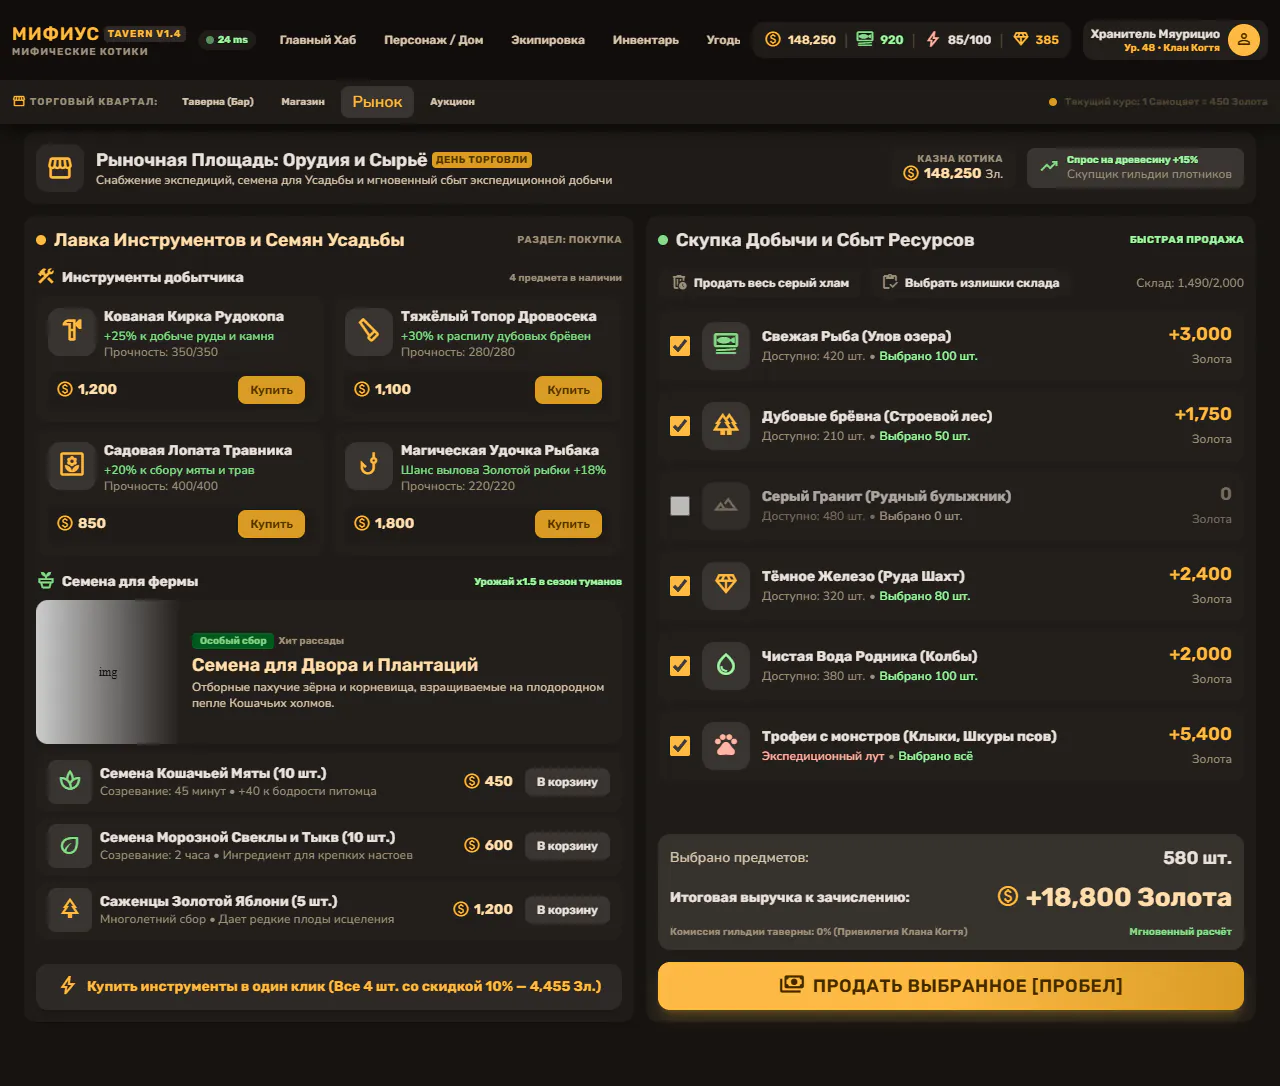 МИФИУС TAVERN V1.4
МИФИЧЕСКИЕ КОТИКИ
24 ms
Главный Хаб
Персонаж / Дом
Экипировка
Инвентарь
Угодь
148,250
920
85/100
385
Хранитель Мяурицио
Ур. 48 • Клан Когтя
ТОРГОВЫЙ КВАРТАЛ:
Таверна (Бар)
Магазин
Рынок
Аукцион
Текущий курс: 1 Самоцвет = 450 Золота
Рыночная Площадь: Орудия и Сырьё ДЕНЬ ТОРГОВЛИ
Снабжение экспедиций, семена для Усадьбы и мгновенный сбыт экспедиционной добычи
КАЗНА КОТИКА
148,250 Зл.
Спрос на древесину +15%
Скупщик гильдии плотников
Лавка Инструментов и Семян Усадьбы
РАЗДЕЛ: ПОКУПКА
Инструменты добытчика
4 предмета в наличии
Кованая Кирка Рудокопа
+25% к добыче руды и камня
Прочность: 350/350
1,200
Купить
Тяжёлый Топор Дровосека
+30% к распилу дубовых брёвен
Прочность: 280/280
1,100
Купить
Садовая Лопата Травника
+20% к сбору мяты и трав
Прочность: 400/400
850
Купить
Магическая Удочка Рыбака
Шанс вылова Золотой рыбки +18%
Прочность: 220/220
1,800
Купить
Семена для фермы
Урожай x1.5 в сезон туманов
img
Особый сбор Хит рассады
Семена для Двора и Плантаций
Отборные пахучие зёрна и корневища, взращиваемые на плодородном
пепле Кошачьих холмов.
Семена Кошачьей Мяты (10 шт.)
Созревание: 45 минут • +40 к бодрости питомца
450
В корзину
Семена Морозной Свеклы и Тыкв (10 шт.)
Созревание: 2 часа • Ингредиент для крепких настоев
600
В корзину
Саженцы Золотой Яблони (5 шт.)
Многолетний сбор • Дает редкие плоды исцеления
1,200
В корзину
Купить инструменты в один клик (Все 4 шт. со скидкой 10% — 4,455 Зл.)
Скупка Добычи и Сбыт Ресурсов
БЫСТРАЯ ПРОДАЖА
Продать весь серый хлам
Выбрать излишки склада
Склад: 1,490/2,000
Свежая Рыба (Улов озера)
Доступно: 420 шт. • Выбрано 100 шт.
+3,000
Золота
Дубовые брёвна (Строевой лес)
Доступно: 210 шт. • Выбрано 50 шт.
+1,750
Золота
Серый Гранит (Рудный булыжник)
Доступно: 480 шт. • Выбрано 0 шт.
0
Золота
Тёмное Железо (Руда Шахт)
Доступно: 320 шт. • Выбрано 80 шт.
+2,400
Золота
Чистая Вода Родника (Колбы)
Доступно: 380 шт. • Выбрано 100 шт.
+2,000
Золота
Трофеи с монстров (Клыки, Шкуры псов)
Экспедиционный лут • Выбрано всё
+5,400
Золота
Выбрано предметов:
580 шт.
Итоговая выручка к зачислению:
+18,800 Золота
Комиссия гильдии таверны: 0% (Привилегия Клана Когтя)
Мгновенный расчёт
ПРОДАТЬ ВЫБРАННОЕ [ПРОБЕЛ]